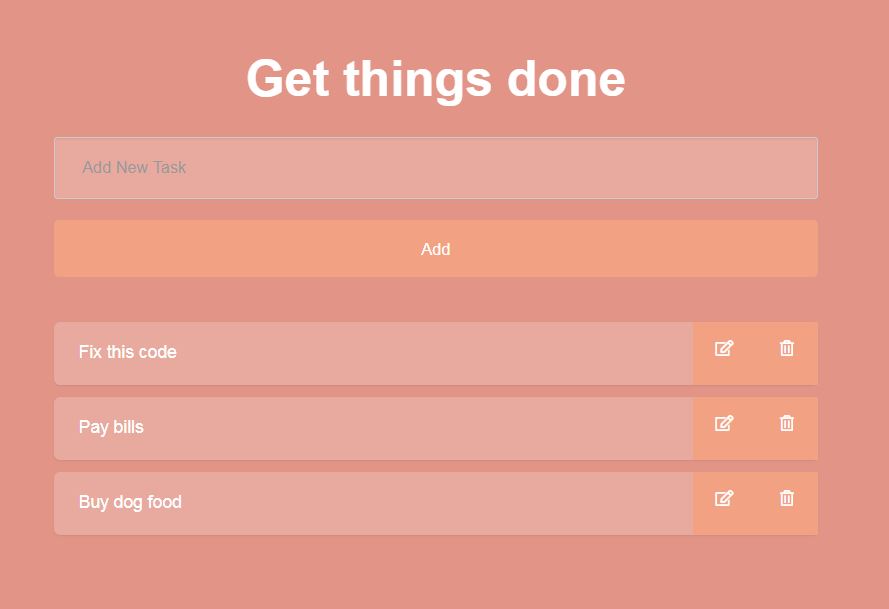 Get things done
Add New Task
Add
Fix this code
Pay bills
Buy dog food